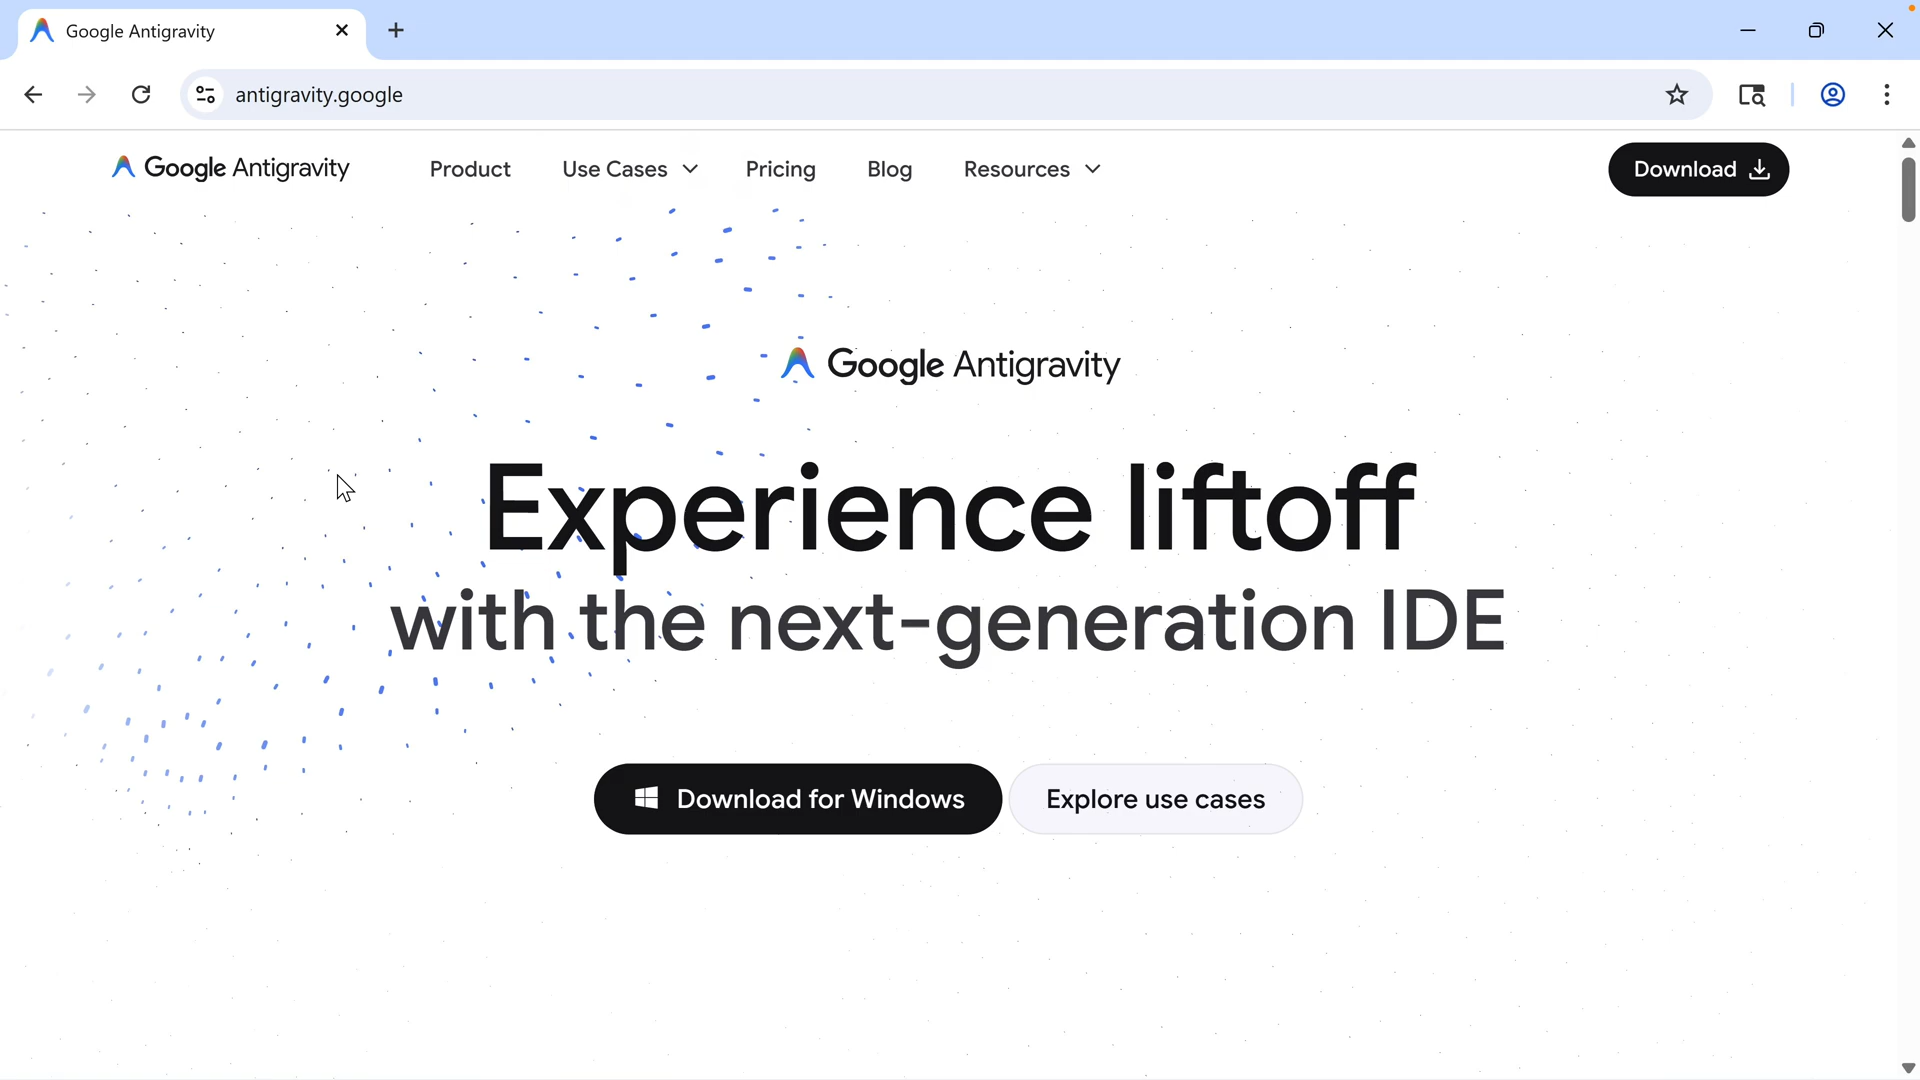 Google Antigravity
antigravity.google
Google Antigravity Product Use Cases Pricing Blog Resources Download
Google Antigravity
Experience liftoff
with the next-generation IDE
Download for Windows Explore use cases